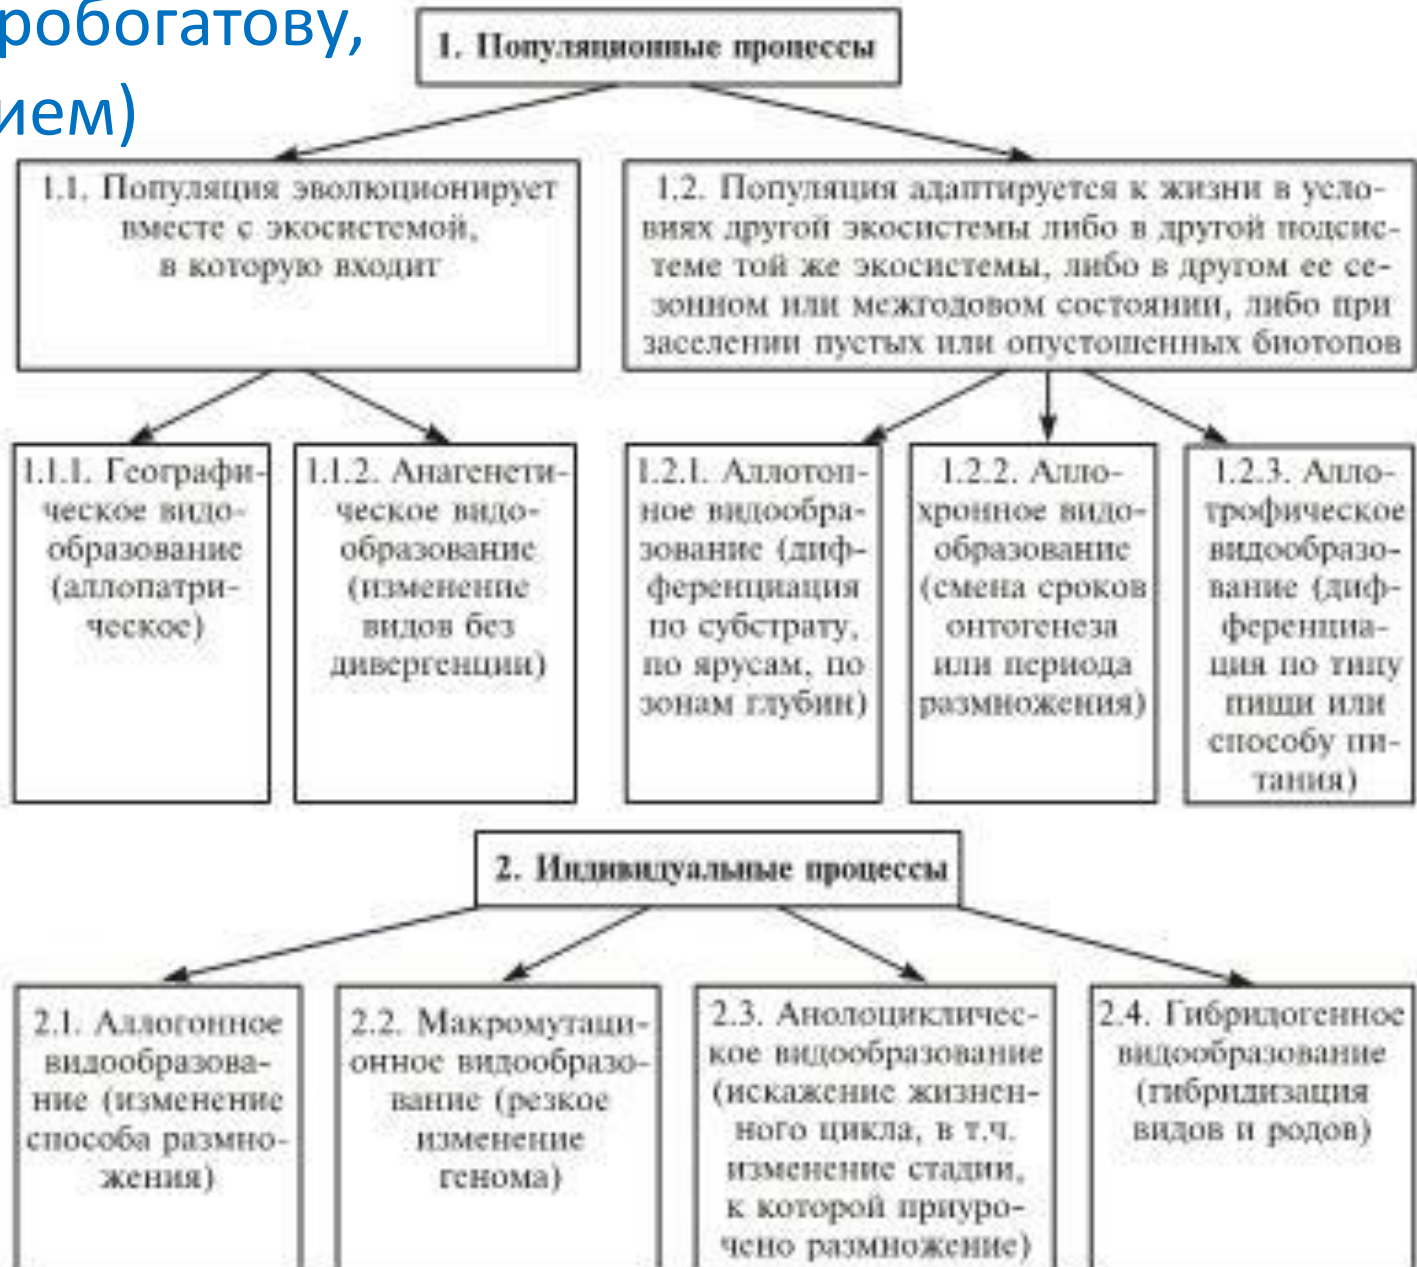 робогатову,
ием)
1. Популяционные процессы
1.1. Популяция эволюционирует
вместе с экосистемой,
в которую входит
1.2. Популяция адаптируется к жизни в усло-
виях другой экосистемы либо в другой подсис-
теме той же экосистемы, либо в другом ее се-
зонном или межгодовом состоянии, либо при
заселении пустых или опустошенных биотопов
1.1.1. Географи-
ческое видо-
образование
(аллопатри-
ческое)
1.1.2. Анагенети-
ческое видо-
образование
(изменение
видов без
дивергенции)
1.2.1. Аллотоп-
ное видообра-
зование (диф-
ференциация
по субстрату,
по ярусам, по
зонам глубин)
1.2.2. Алло-
хронное видо-
образование
(смена сроков
онтогенеза
или периода
размножения)
1.2.3. Алло-
трофическое
видообразо-
вание (диф-
ференциа-
ция по типу
пищи или
способу пи-
тания)
2. Индивидуальные процессы
2.1. Аллогонное
видообразова-
ние (изменение
способа размно-
жения)
2.2. Макромутаци-
онное видообразо-
вание (резкое
изменение
генома)
2.3. Анолоцикличес-
кое видообразование
(искажение жизнен-
ного цикла, в т.ч.
изменение стадии,
к которой приуро-
чено размножение)
2.4. Гибридогенное
видообразование
(гибридизация
видов и родов)